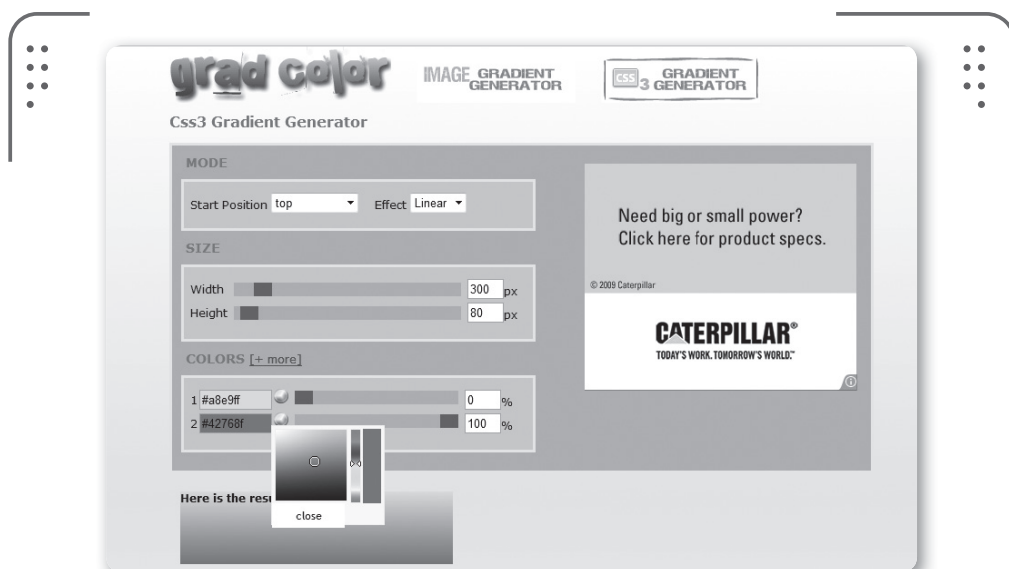 grad color
IMAGE GRADIENT GENERATOR
CSS 3 GRADIENT GENERATOR
Css3 Gradient Generator
MODE
Start Position top Effect Linear
SIZE
Width 300 px
Height 80 px
COLORS [+ more]
1 #a8e9ff 0 %
2 #42768f 100 %
close
Here is the resu
Need big or small power?
Click here for product specs.
© 2009 Caterpillar
CATERPILLAR®
TODAY'S WORK. TOMORROW'S WORLD.™